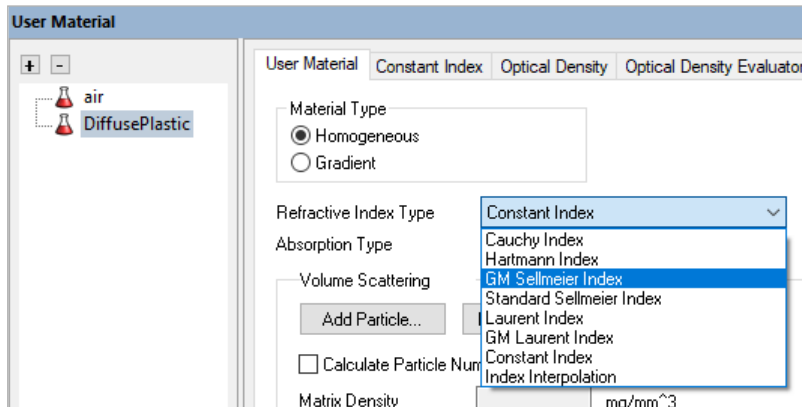 User Material
+ -
air
DiffusePlastic
User Material Constant Index Optical Density Optical Density Evaluator
Material Type
Homogeneous
Gradient
Refractive Index Type Constant Index
Absorption Type
Cauchy Index
Hartmann Index
GM Sellmeier Index
Standard Sellmeier Index
Laurent Index
GM Laurent Index
Constant Index
Index Interpolation
Volume Scattering
Add Particle...
Calculate Particle Num
Matrix Density mg/mm^3